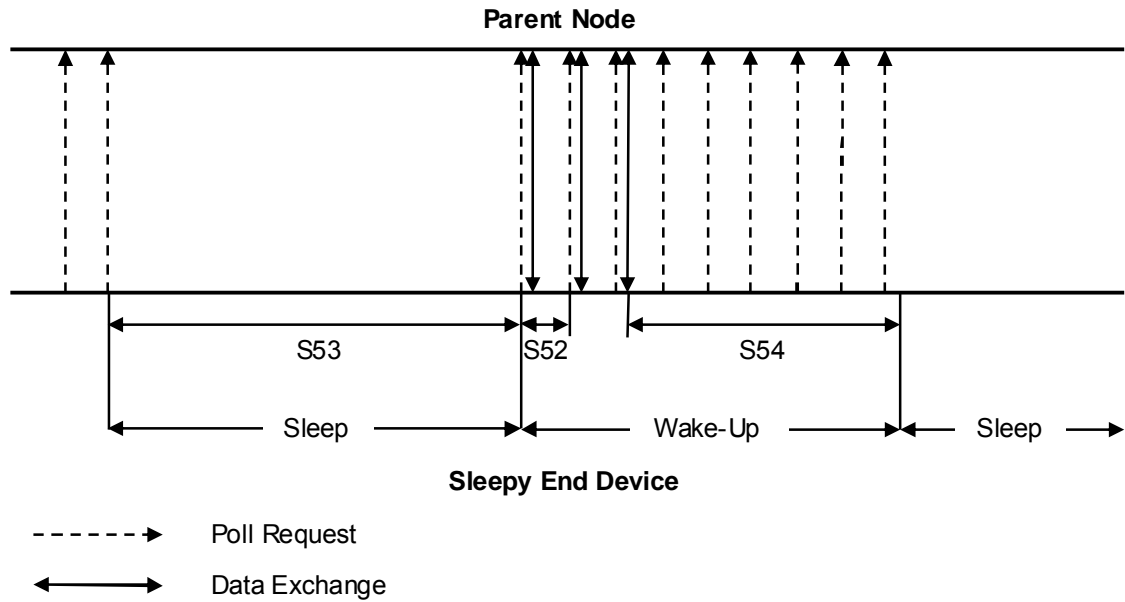 Parent Node
S53 S52 S54
Sleep Wake-Up Sleep
Sleepy End Device
Poll Request
Data Exchange